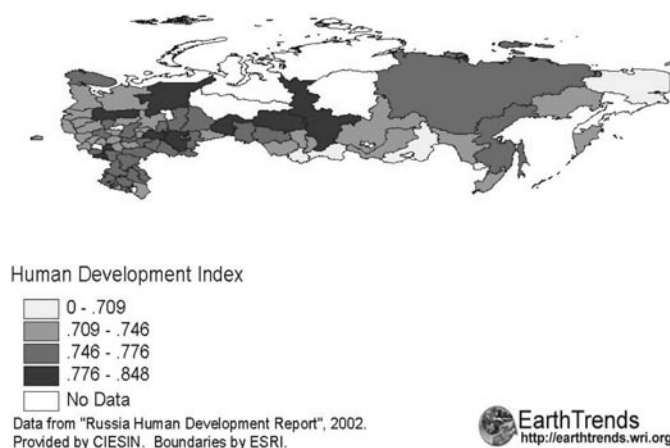 Human Development Index
0 - .709
.709 - .746
.746 - .776
.776 - .848
No Data
Data from "Russia Human Development Report", 2002.
Provided by CIESIN. Boundaries by ESRI.
EarthTrends
http://earthtrends.wri.org